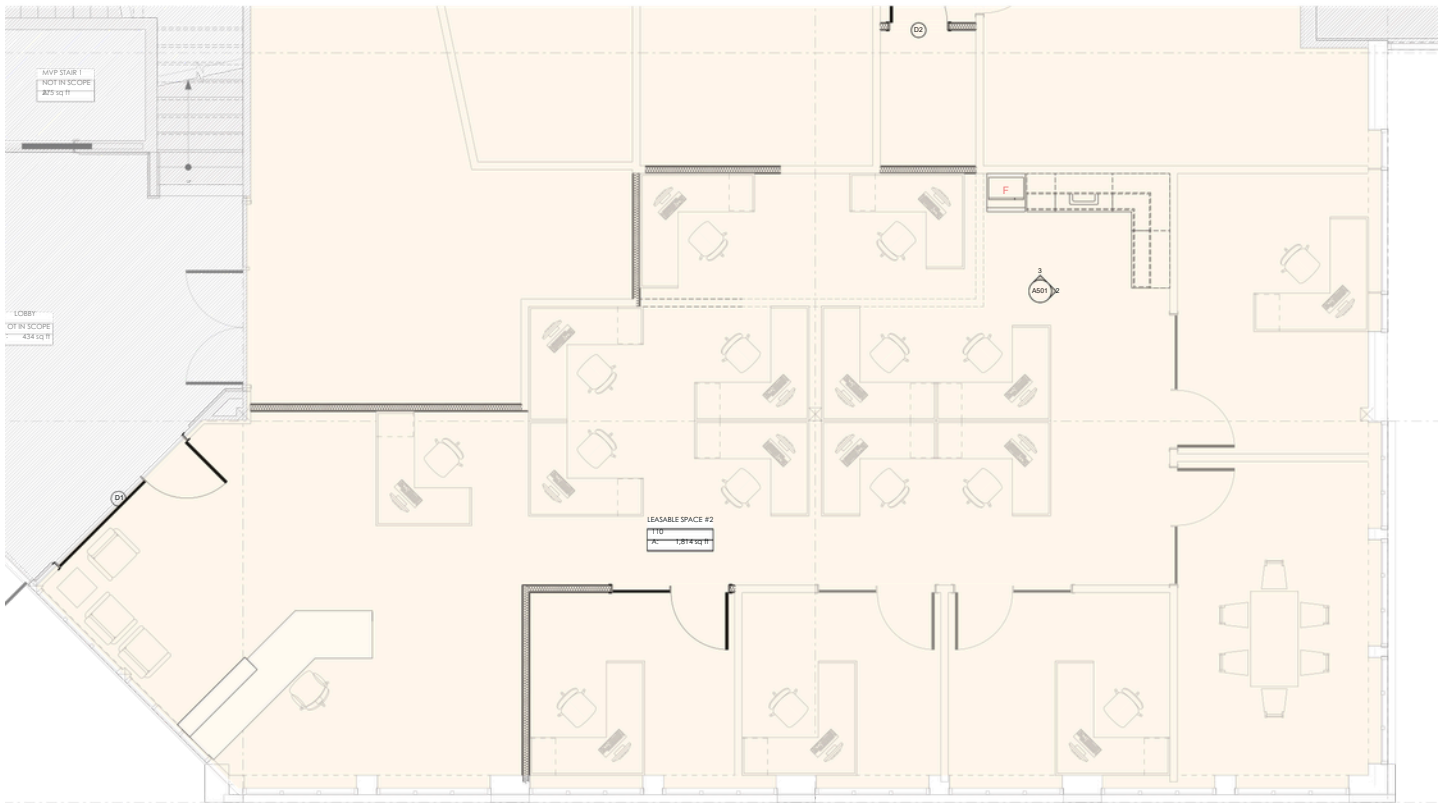 D2
MVP STAIR 1
NOT IN SCOPE
275 sq ft
F
3
A501
2
LOBBY
OT IN SCOPE
434 sq ft
D1
LEASABLE SPACE #2
110
A: 1,814 sq ft